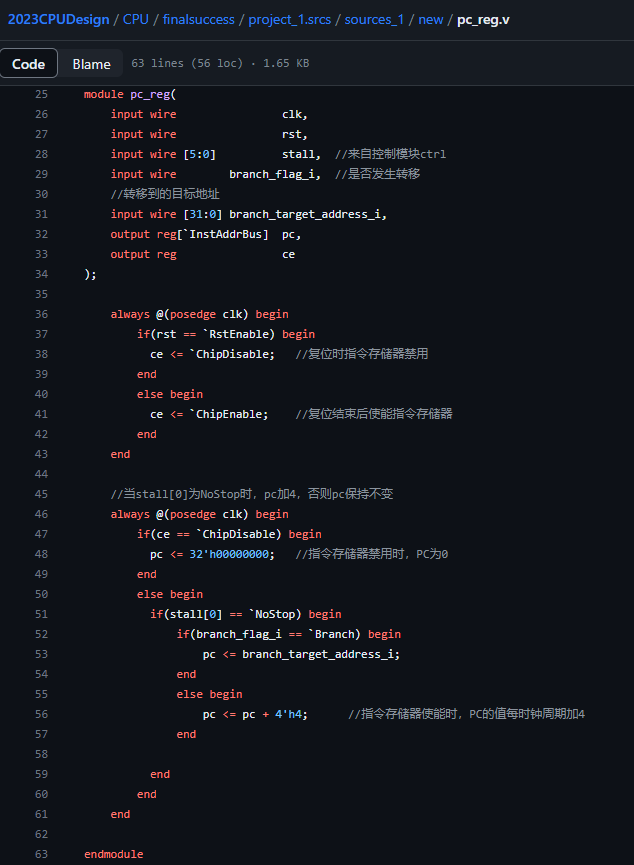 2023CPUDesign / CPU / finalsuccess / project_1.srcs / sources_1 / new / pc_reg.v
Code Blame 63 lines (56 loc) · 1.65 KB
25 module pc_reg(
26 input wire clk,
27 input wire rst,
28 input wire [5:0] stall, //来自控制模块ctrl
29 input wire branch_flag_i, //是否发生转移
30 //转移到的目标地址
31 input wire [31:0] branch_target_address_i,
32 output reg[`InstAddrBus] pc,
33 output reg ce
34 );
35
36 always @(posedge clk) begin
37 if(rst == `RstEnable) begin
38 ce <= `ChipDisable; //复位时指令存储器禁用
39 end
40 else begin
41 ce <= `ChipEnable; //复位结束后使能指令存储器
42 end
43 end
44
45 //当stall[0]为NoStop时，pc加4，否则pc保持不变
46 always @(posedge clk) begin
47 if(ce == `ChipDisable) begin
48 pc <= 32'h00000000; //指令存储器禁用时，PC为0
49 end
50 else begin
51 if(stall[0] == `NoStop) begin
52 if(branch_flag_i == `Branch) begin
53 pc <= branch_target_address_i;
54 end
55 else begin
56 pc <= pc + 4'h4; //指令存储器使能时，PC的值每时钟周期加4
57 end
58
59 end
60 end
61 end
62
63 endmodule